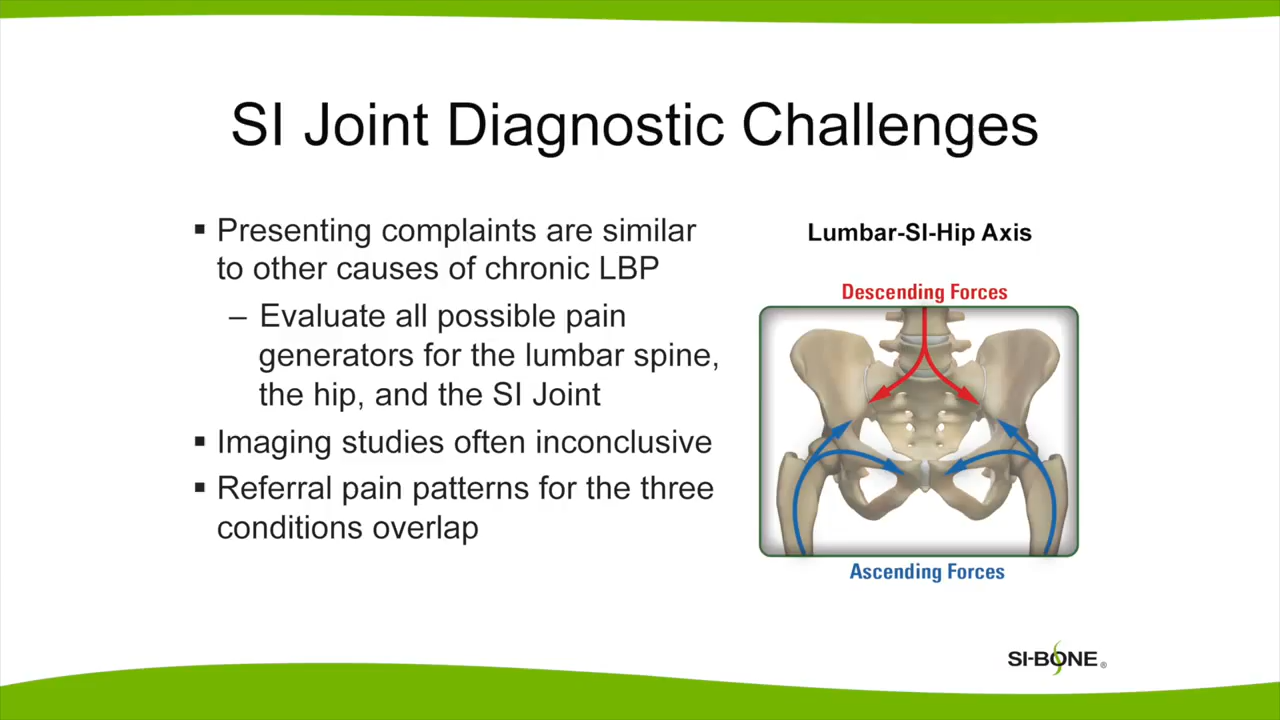 SI Joint Diagnostic Challenges
▪ Presenting complaints are similar
to other causes of chronic LBP
– Evaluate all possible pain
generators for the lumbar spine,
the hip, and the SI Joint
▪ Imaging studies often inconclusive
▪ Referral pain patterns for the three
conditions overlap
Lumbar-SI-Hip Axis
Descending Forces
Ascending Forces
SI-BONE®